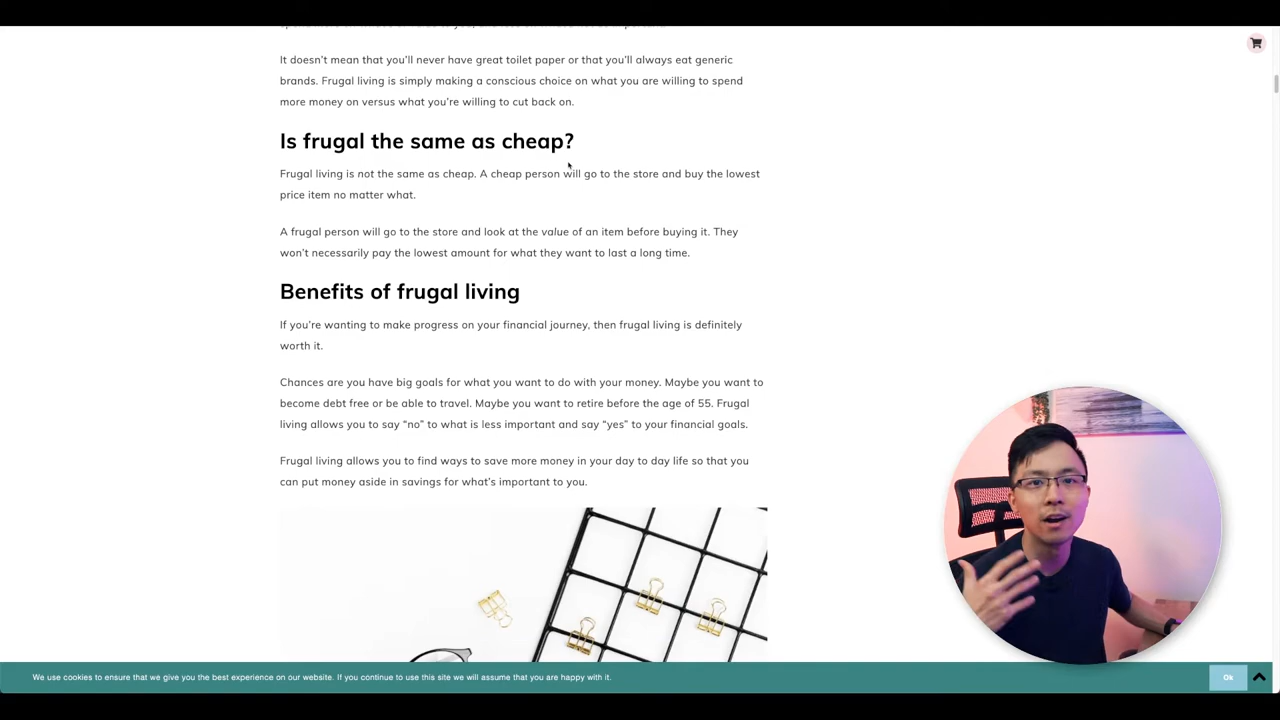 It doesn’t mean that you’ll never have great toilet paper or that you’ll always eat generic
brands. Frugal living is simply making a conscious choice on what you are willing to spend
more money on versus what you’re willing to cut back on.
Is frugal the same as cheap?
Frugal living is not the same as cheap. A cheap person will go to the store and buy the lowest
price item no matter what.
A frugal person will go to the store and look at the value of an item before buying it. They
won’t necessarily pay the lowest amount for what they want to last a long time.
Benefits of frugal living
If you’re wanting to make progress on your financial journey, then frugal living is definitely
worth it.
Chances are you have big goals for what you want to do with your money. Maybe you want to
become debt free or be able to travel. Maybe you want to retire before the age of 55. Frugal
living allows you to say “no” to what is less important and say “yes” to your financial goals.
Frugal living allows you to find ways to save more money in your day to day life so that you
can put money aside in savings for what’s important to you.
We use cookies to ensure that we give you the best experience on our website. If you continue to use this site we will assume that you are happy with it.
Ok